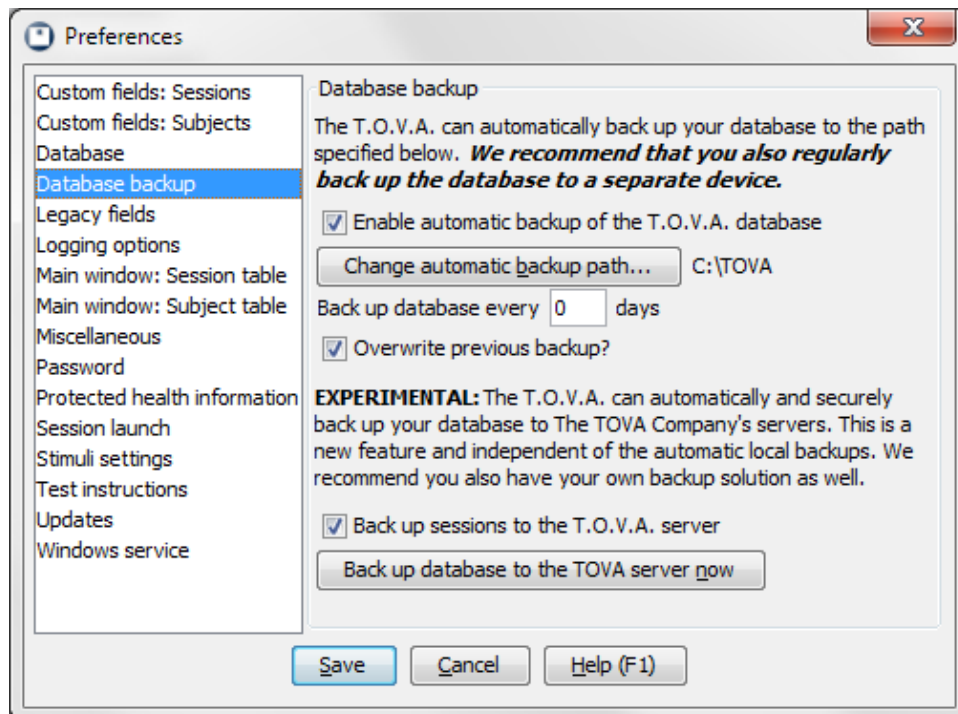 Preferences
Custom fields: Sessions
Custom fields: Subjects
Database
Database backup
Legacy fields
Logging options
Main window: Session table
Main window: Subject table
Miscellaneous
Password
Protected health information
Session launch
Stimuli settings
Test instructions
Updates
Windows service
Database backup
The T.O.V.A. can automatically back up your database to the path
specified below. We recommend that you also regularly
back up the database to a separate device.
Enable automatic backup of the T.O.V.A. database
Change automatic backup path... C:\TOVA
Back up database every 0 days
Overwrite previous backup?
EXPERIMENTAL: The T.O.V.A. can automatically and securely
back up your database to The TOVA Company's servers. This is a
new feature and independent of the automatic local backups. We
recommend you also have your own backup solution as well.
Back up sessions to the T.O.V.A. server
Back up database to the TOVA server now
Save Cancel Help (F1)